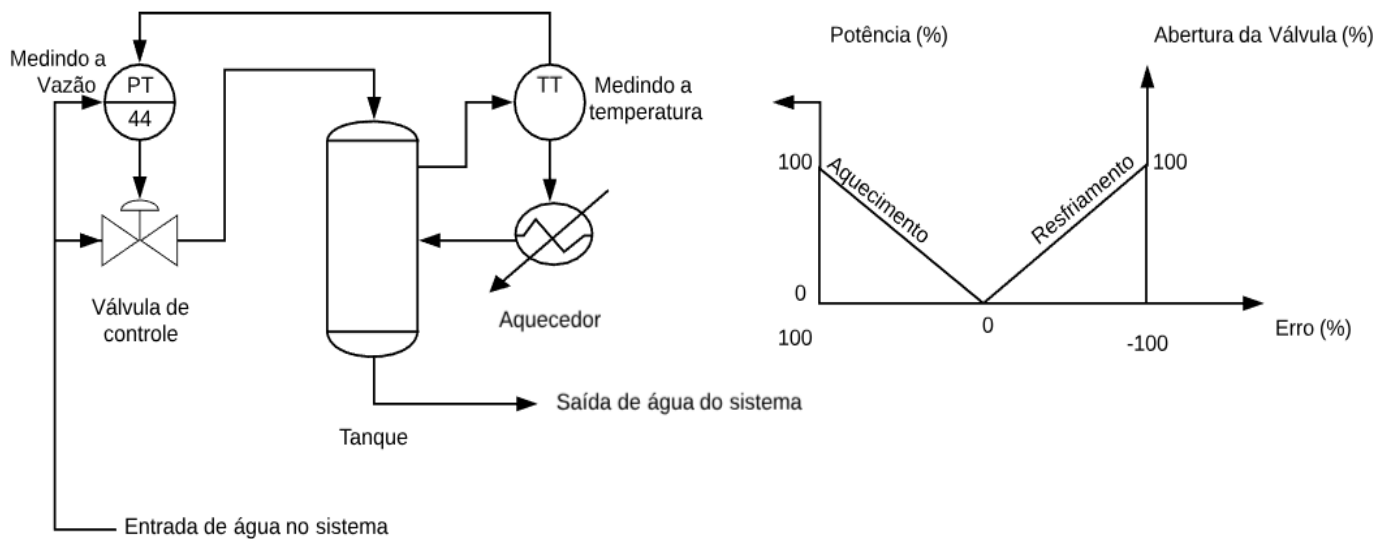 Medindo a
Vazão
PT
44
TT
Medindo a
temperatura
Válvula de
controle
Aquecedor
Saída de água do sistema
Tanque
Entrada de água no sistema
Potência (%)
Abertura da Válvula (%)
100
Aquecimento
Resfriamento
100
0
100
0
-100
Erro (%)